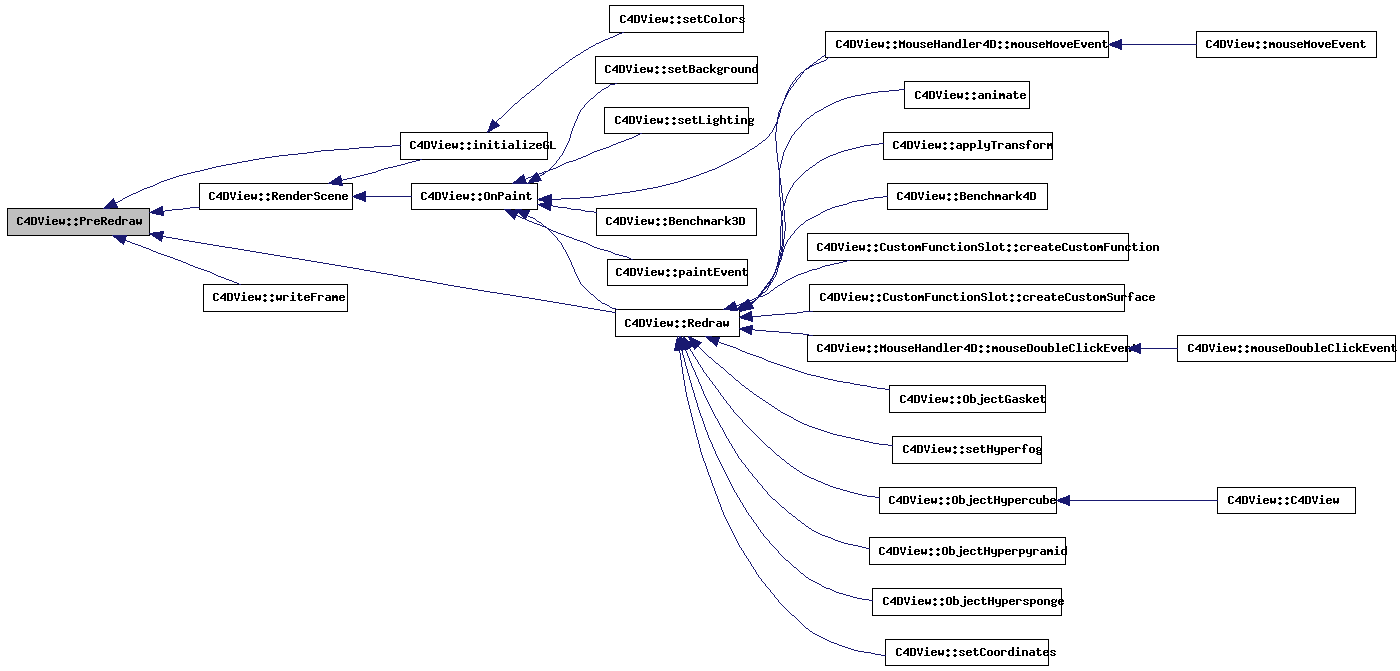 C4DView::setColors
C4DView::MouseHandler4D::mouseMoveEvent
C4DView::mouseMoveEvent
C4DView::setBackground
C4DView::animate
C4DView::setLighting
C4DView::initializeGL
C4DView::applyTransform
C4DView::RenderScene
C4DView::OnPaint
C4DView::Benchmark4D
C4DView::PreRedraw
C4DView::Benchmark3D
C4DView::CustomFunctionSlot::createCustomFunction
C4DView::paintEvent
C4DView::writeFrame
C4DView::CustomFunctionSlot::createCustomSurface
C4DView::Redraw
C4DView::MouseHandler4D::mouseDoubleClickEvent
C4DView::mouseDoubleClickEvent
C4DView::ObjectGasket
C4DView::setHyperfog
C4DView::ObjectHypercube
C4DView::C4DView
C4DView::ObjectHyperpyramid
C4DView::ObjectHypersponge
C4DView::setCoordinates